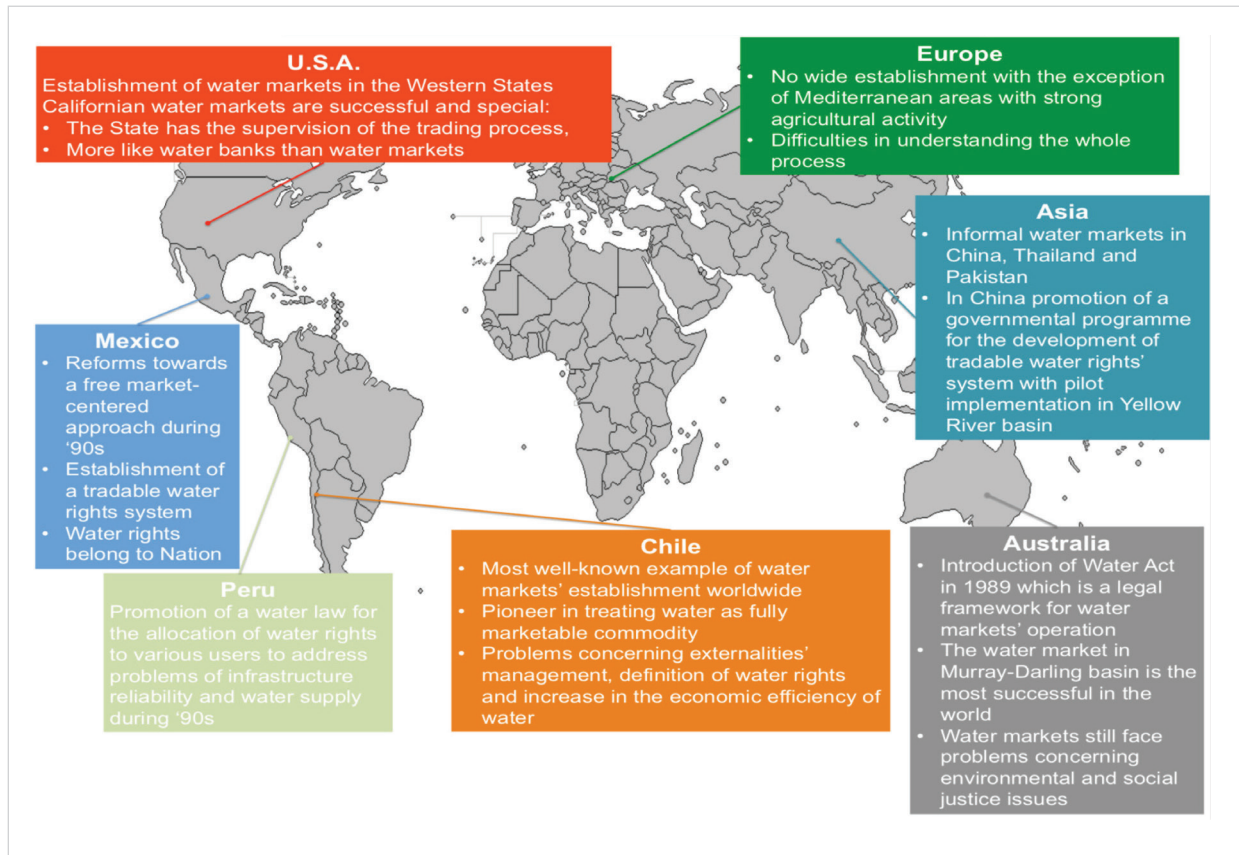 U.S.A.
Establishment of water markets in the Western States
Californian water markets are successful and special:
• The State has the supervision of the trading process,
• More like water banks than water markets
Europe
• No wide establishment with the exception
of Mediterranean areas with strong
agricultural activity
• Difficulties in understanding the whole
process
Asia
• Informal water markets in
China, Thailand and
Pakistan
• In China promotion of a
governmental programme
for the development of
tradable water rights’
system with pilot
implementation in Yellow
River basin
Mexico
• Reforms towards
a free market-
centered
approach during
‘90s
• Establishment of
a tradable water
rights system
• Water rights
belong to Nation
Peru
Promotion of a water law for
the allocation of water rights
to various users to address
problems of infrastructure
reliability and water supply
during ‘90s
Chile
• Most well-known example of water
markets’ establishment worldwide
• Pioneer in treating water as fully
marketable commodity
• Problems concerning externalities’
management, definition of water rights
and increase in the economic efficiency of
water
Australia
• Introduction of Water Act
in 1989 which is a legal
framework for water
markets’ operation
• The water market in
Murray-Darling basin is the
most successful in the
world
• Water markets still face
problems concerning
environmental and social
justice issues